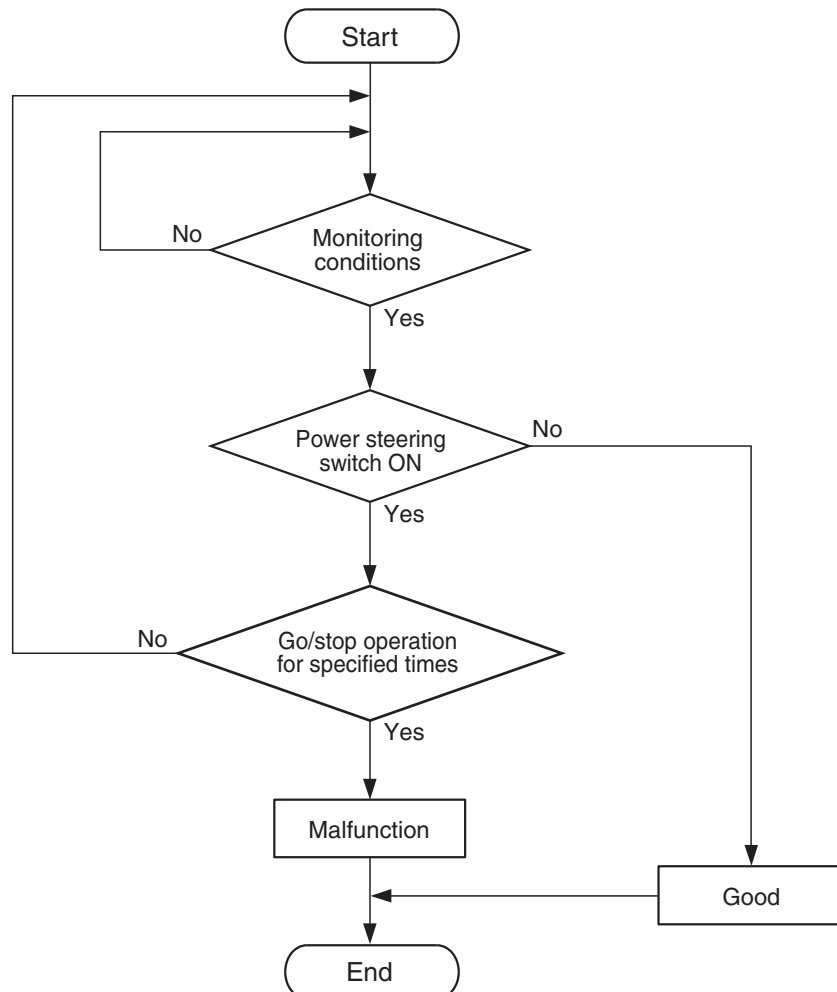 Start
No
Monitoring
conditions
Yes
Power steering
switch ON
No
Yes
No
Go/stop operation
for specified times
Yes
Malfunction
Good
End